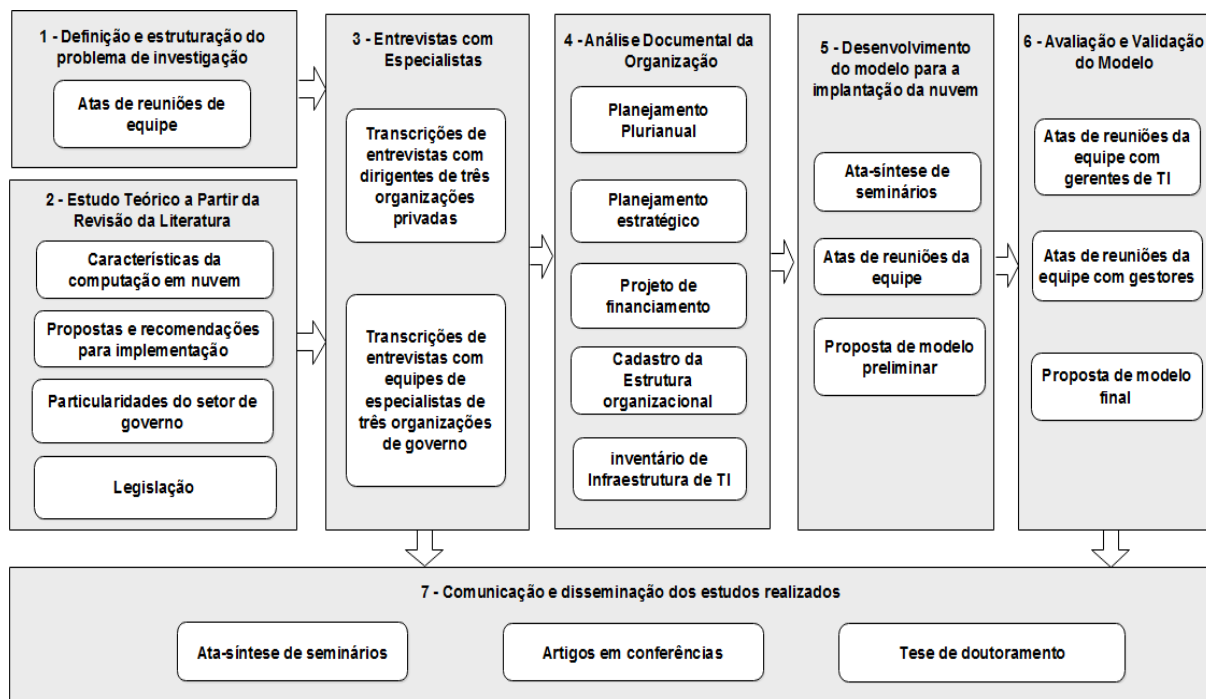 1 - Definição e estruturação do
problema de investigação
Atas de reuniões de
equipe
2 - Estudo Teórico a Partir da
Revisão da Literatura
Características da
computação em nuvem
Propostas e recomendações
para implementação
Particularidades do setor de
governo
Legislação
3 - Entrevistas com
Especialistas
Transcrições de
entrevistas com
dirigentes de três
organizações
privadas
Transcrições de
entrevistas com
equipes de
especialistas de
três organizações
de governo
4 - Análise Documental da
Organização
Planejamento
Plurianual
Planejamento
estratégico
Projeto de
financiamento
Cadastro da
Estrutura
organizacional
inventário de
Infraestrutura de TI
5 - Desenvolvimento
do modelo para a
implantação da nuvem
Ata-síntese de
seminários
Atas de reuniões da
equipe
Proposta de modelo
preliminar
6 - Avaliação e Validação
do Modelo
Atas de reuniões da
equipe com
gerentes de TI
Atas de reuniões da
equipe com gestores
Proposta de modelo
final
7 - Comunicação e disseminação dos estudos realizados
Ata-síntese de seminários
Artigos em conferências
Tese de doutoramento